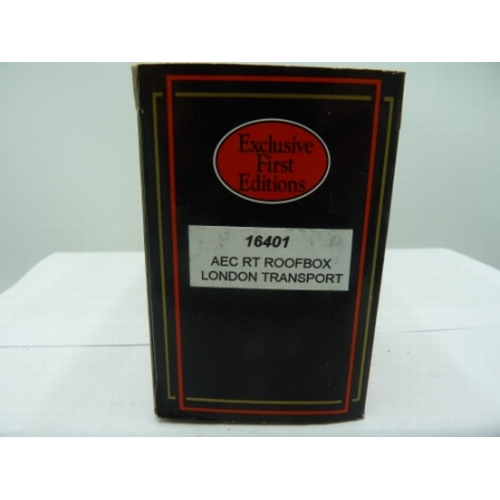 Exclusive
First
Editions
16401
AEC RT ROOFBOX
LONDON TRANSPORT